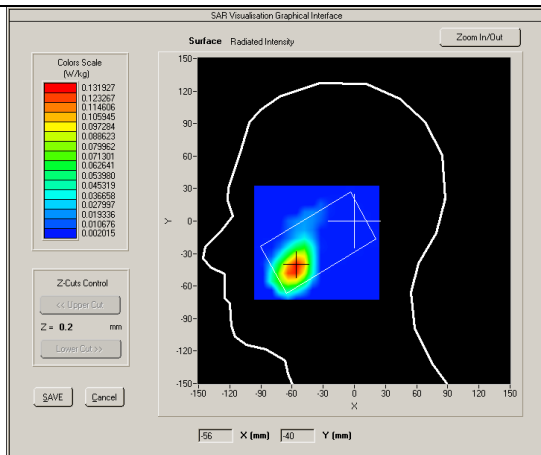 SAR Visualisation Graphical Interface
Surface Radiated Intensity
Zoom In/Out
Colors Scale
(W/kg)
0.131927
0.123267
0.114606
0.105945
0.097284
0.088623
0.079962
0.071301
0.062641
0.053980
0.045319
0.036658
0.027997
0.019336
0.010676
0.002015
Z-Cuts Control
<< Upper Cut
Z = 0.2 mm
Lower Cut >>
SAVE Cancel
150
120
90
60
30
0
-30
-60
-90
-120
-150
Y
-150 -120 -90 -60 -30 0 30 60 90 120 150
X
-56 X (mm) -40 Y (mm)